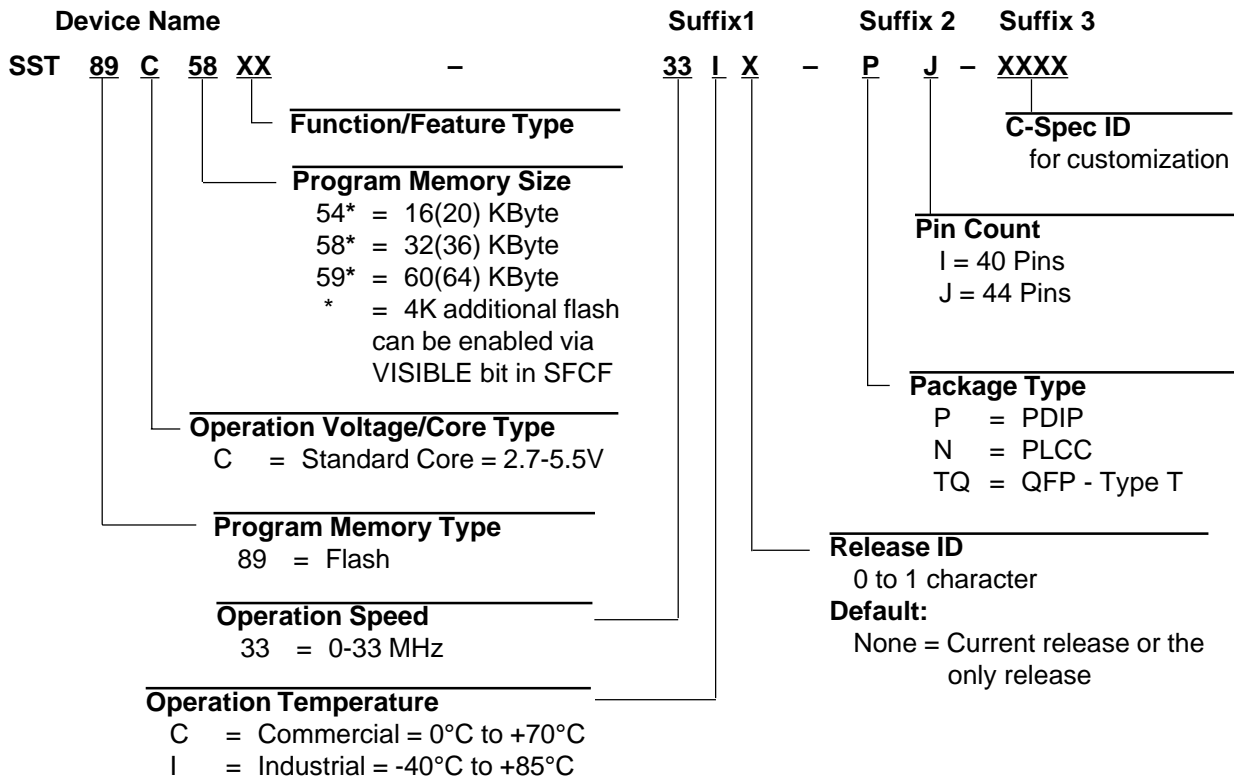 Device Name Suffix1 Suffix 2 Suffix 3
SST 89 C 58 XX – 33 I X – P J – XXXX
Function/Feature Type
Program Memory Size
54* = 16(20) KByte
58* = 32(36) KByte
59* = 60(64) KByte
* = 4K additional flash
can be enabled via
VISIBLE bit in SFCF
Operation Voltage/Core Type
C = Standard Core = 2.7-5.5V
Program Memory Type
89 = Flash
Operation Speed
33 = 0-33 MHz
Operation Temperature
C = Commercial = 0°C to +70°C
I = Industrial = -40°C to +85°C
C-Spec ID
for customization
Pin Count
I = 40 Pins
J = 44 Pins
Package Type
P = PDIP
N = PLCC
TQ = QFP - Type T
Release ID
0 to 1 character
Default:
None = Current release or the
only release